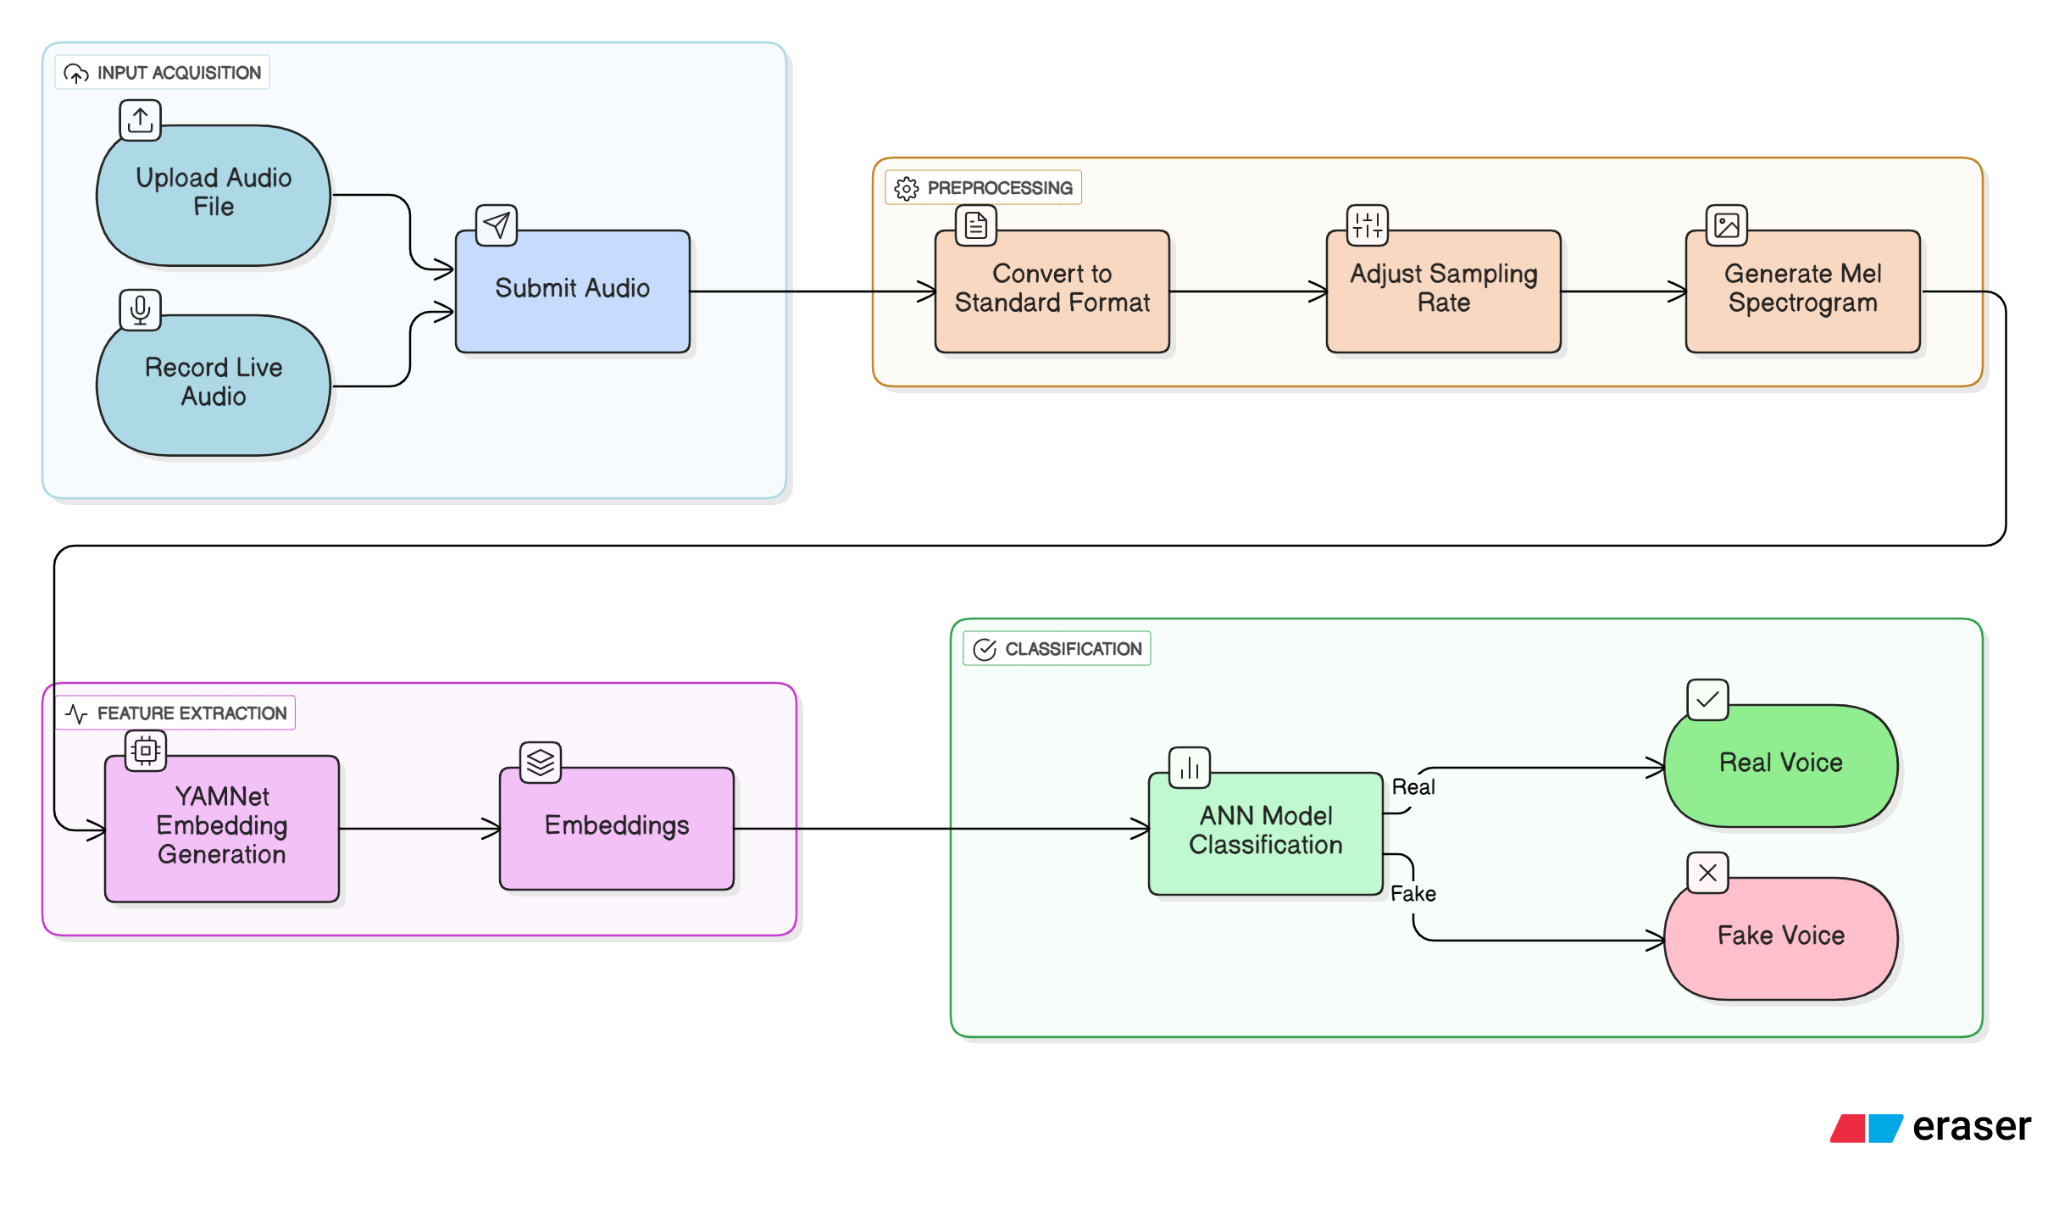 INPUT ACQUISITION
Upload Audio
File
Record Live
Audio
Submit Audio
PREPROCESSING
Convert to
Standard Format
Adjust Sampling
Rate
Generate Mel
Spectrogram
FEATURE EXTRACTION
YAMNet
Embedding
Generation
Embeddings
CLASSIFICATION
ANN Model
Classification
Real
Fake
Real Voice
Fake Voice
eraser